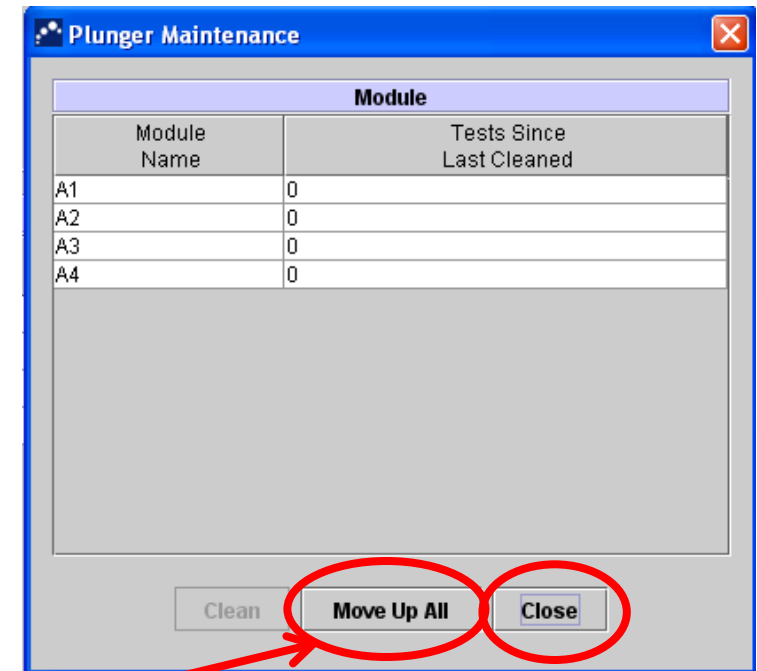 Plunger Maintenance
Module
Module Name
Tests Since Last Cleaned
A1 0
A2 0
A3 0
A4 0
Clean Move Up All Close